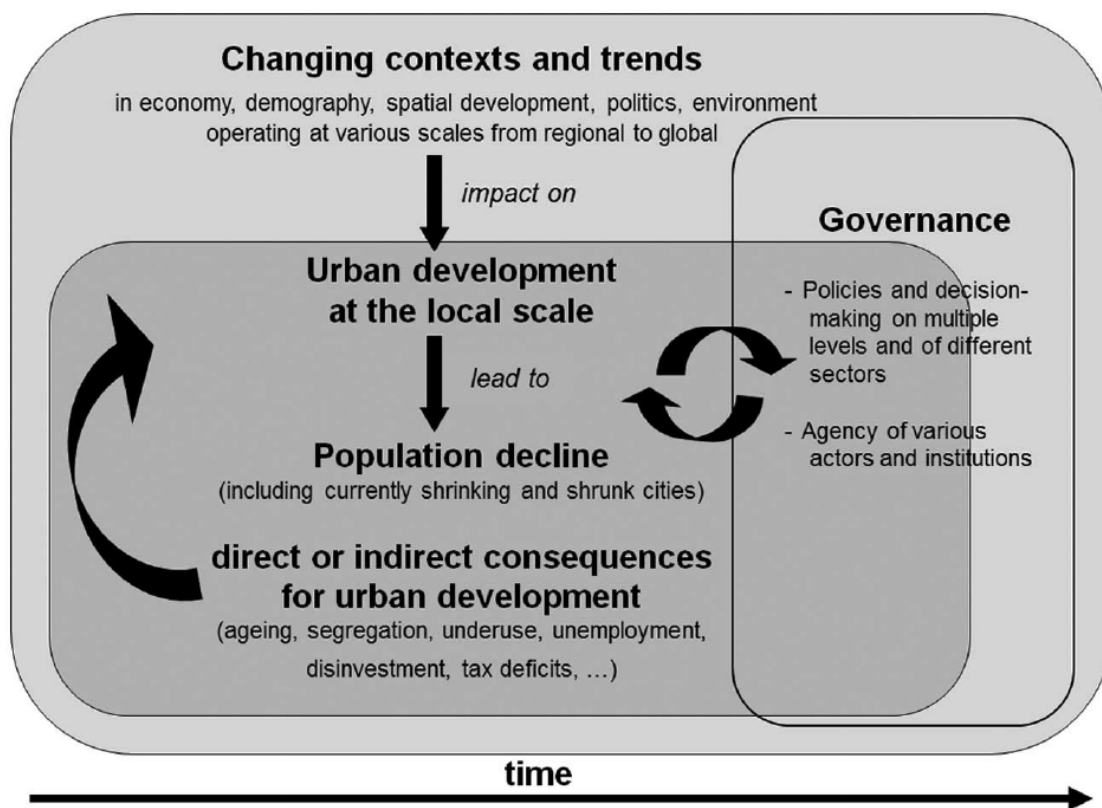 Changing contexts and trends
in economy, demography, spatial development, politics, environment
operating at various scales from regional to global
impact on
Urban development
at the local scale
lead to
Population decline
(including currently shrinking and shrunk cities)
direct or indirect consequences
for urban development
(ageing, segregation, underuse, unemployment,
disinvestment, tax deficits, …)
Governance
- Policies and decision-
making on multiple
levels and of different
sectors
- Agency of various
actors and institutions
time